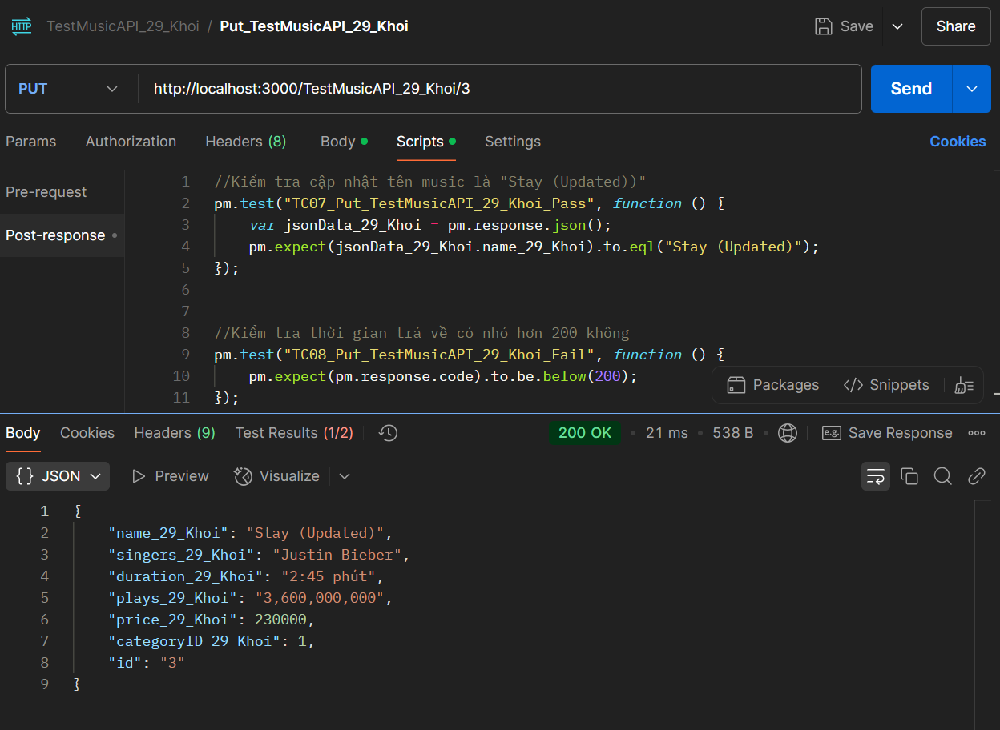 HTTP TestMusicAPI_29_Khoi / Put_TestMusicAPI_29_Khoi Save Share
PUT http://localhost:3000/TestMusicAPI_29_Khoi/3 Send
Params Authorization Headers (8) Body Scripts Settings Cookies
Pre-request
Post-response
1 //Kiểm tra cập nhật tên music là "Stay (Updated))"
2 pm.test("TC07_Put_TestMusicAPI_29_Khoi_Pass", function () {
3 var jsonData_29_Khoi = pm.response.json();
4 pm.expect(jsonData_29_Khoi.name_29_Khoi).to.eql("Stay (Updated)");
5 });
6
7
8 //Kiểm tra thời gian trả về có nhỏ hơn 200 không
9 pm.test("TC08_Put_TestMusicAPI_29_Khoi_Fail", function () {
10 pm.expect(pm.response.code).to.be.below(200);
11 });
Packages </> Snippets
Body Cookies Headers (9) Test Results (1/2) 200 OK • 21 ms • 538 B • e.g. Save Response
{} JSON Preview Visualize
1 {
2 "name_29_Khoi": "Stay (Updated)",
3 "singers_29_Khoi": "Justin Bieber",
4 "duration_29_Khoi": "2:45 phút",
5 "plays_29_Khoi": "3,600,000,000",
6 "price_29_Khoi": 230000,
7 "categoryID_29_Khoi": 1,
8 "id": "3"
9 }